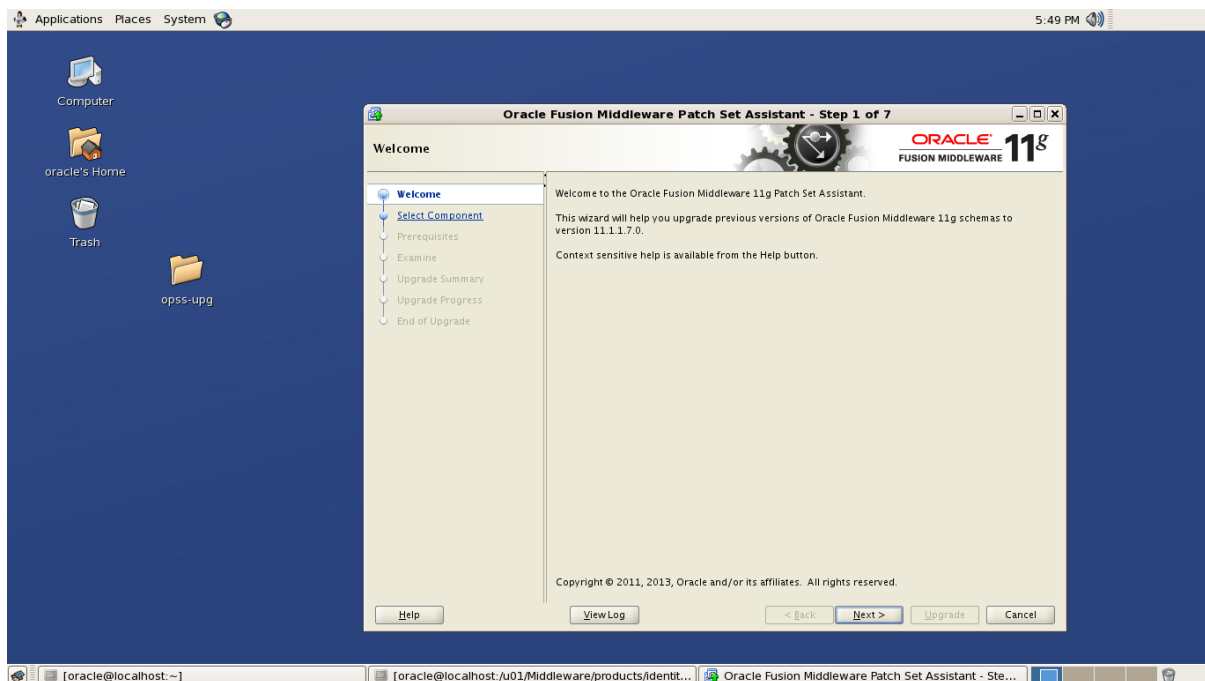 Applications Places System
5:49 PM
Computer
oracle's Home
Trash
opss-upg
Oracle Fusion Middleware Patch Set Assistant - Step 1 of 7
Welcome
ORACLE
FUSION MIDDLEWARE
11g
Welcome
Select Component
Prerequisites
Examine
Upgrade Summary
Upgrade Progress
End of Upgrade
Welcome to the Oracle Fusion Middleware 11g Patch Set Assistant.
This wizard will help you upgrade previous versions of Oracle Fusion Middleware 11g schemas to
version 11.1.1.7.0.
Context sensitive help is available from the Help button.
Copyright © 2011, 2013, Oracle and/or its affiliates. All rights reserved.
Help
View Log
< Back
Next >
Upgrade
Cancel
[oracle@localhost:~]
[oracle@localhost:/u01/Middleware/products/identit...
Oracle Fusion Middleware Patch Set Assistant - Ste...